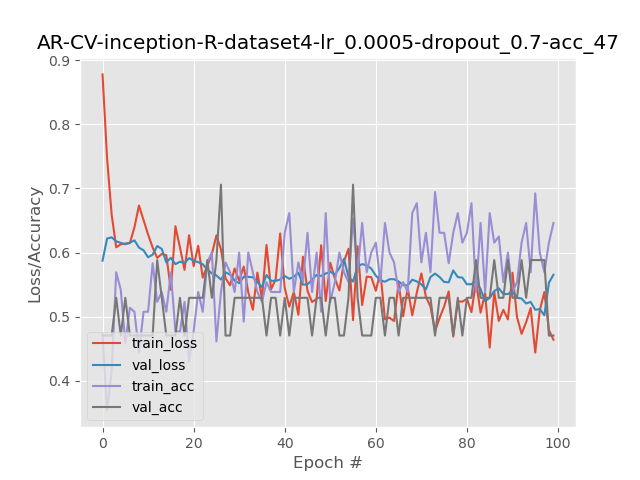 AR-CV-inception-R-dataset4-lr_0.0005-dropout_0.7-acc_47
0.9
0.8
0.7
0.6
0.5
0.4
Loss/Accuracy
train_loss
val_loss
train_acc
val_acc
0 20 40 60 80 100
Epoch #